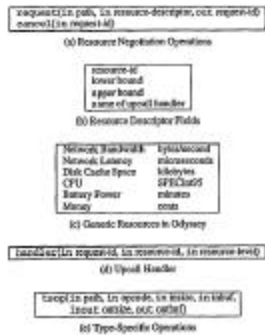 request(in path, in resource-descriptor, out request-id)
cancel(in request-id)
(a) Resource Negotiation Operations
resource-id
lower bound
upper bound
name of upcall handler
(b) Resource Descriptor Fields
Network Bandwidth bytes/second
Network Latency microseconds
Disk Cache Space kilobytes
CPU SPECint95
Battery Power minutes
Money cents
(c) Generic Resources in Odyssey
handler(in request-id, in resource-id, in resource-level)
(d) Upcall Handler
tsop(in path, in opcode, in insize, in inbuf,
inout outsize, out outbuf)
(e) Type-Specific Operations